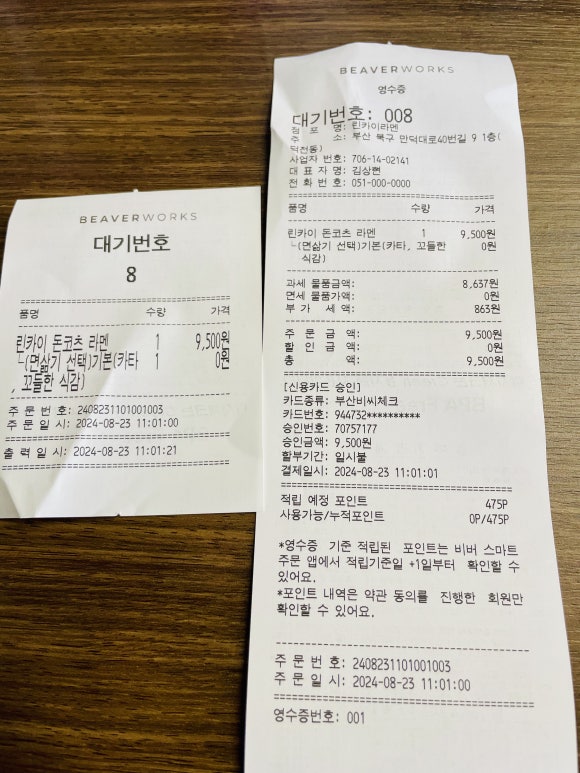 BEAVERWORKS
대기번호
8
품명 수량 가격
린카이 돈코츠 라멘 1 9,500원
└(면삶기 선택)기본(카타 1 0원
, 꼬들한 식감)
주 문 번 호: 2408231101001003
주 문 일 시: 2024-08-23 11:01:00
출 력 일 시: 2024-08-23 11:01:21
BEAVERWORKS
영수증
대기번호: 008
점 포 명: 린카이라멘
주 소: 부산 북구 만덕대로40번길 9 1층(
덕천동)
사업자 번호: 706-14-02141
대 표 자 명: 김상현
전 화 번 호: 051-000-0000
품명 수량 가격
린카이 돈코츠 라멘 1 9,500원
└(면삶기 선택)기본(카타, 꼬들한 0원
식감)
과세 물품금액: 8,637원
면세 물품가액: 0원
부 가 세 액: 863원
주 문 금 액: 9,500원
할 인 금 액: 0원
총 액: 9,500원
[신용카드 승인]
카드종류: 부산비씨체크
카드번호: 944732**********
승인번호: 70757177
승인금액: 9,500원
할부기간: 일시불
결제일시: 2024-08-23 11:01:01
적립 예정 포인트 475P
사용가능/누적포인트 0P/475P
*영수증 기준 적립된 포인트는 비버 스마트
주문 앱에서 적립기준일 +1일부터 확인할 수
있어요.
*포인트 내역은 약관 동의를 진행한 회원만
확인할 수 있어요.
주 문 번 호: 2408231101001003
주 문 일 시: 2024-08-23 11:01:00
영수증번호: 001